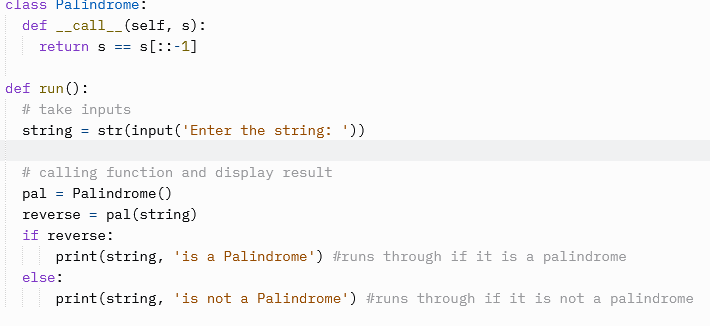 class Palindrome:
  def __call__(self, s):
    return s == s[::-1]

def run():
  # take inputs
  string = str(input('Enter the string: '))

  # calling function and display result
  pal = Palindrome()
  reverse = pal(string)
  if reverse:
      print(string, 'is a Palindrome') #runs through if it is a palindrome
  else:
      print(string, 'is not a Palindrome') #runs through if it is not a palindrome